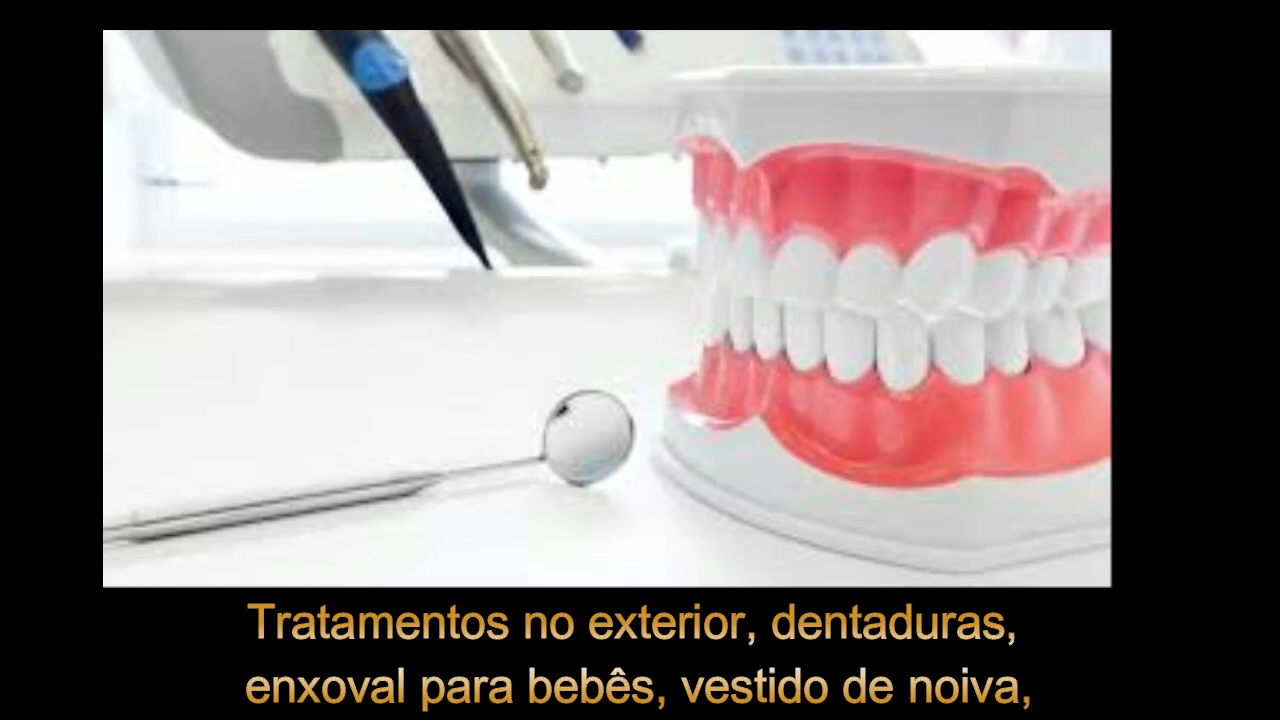 Tratamentos no exterior, dentaduras,
enxoval para bebês, vestido de noiva,